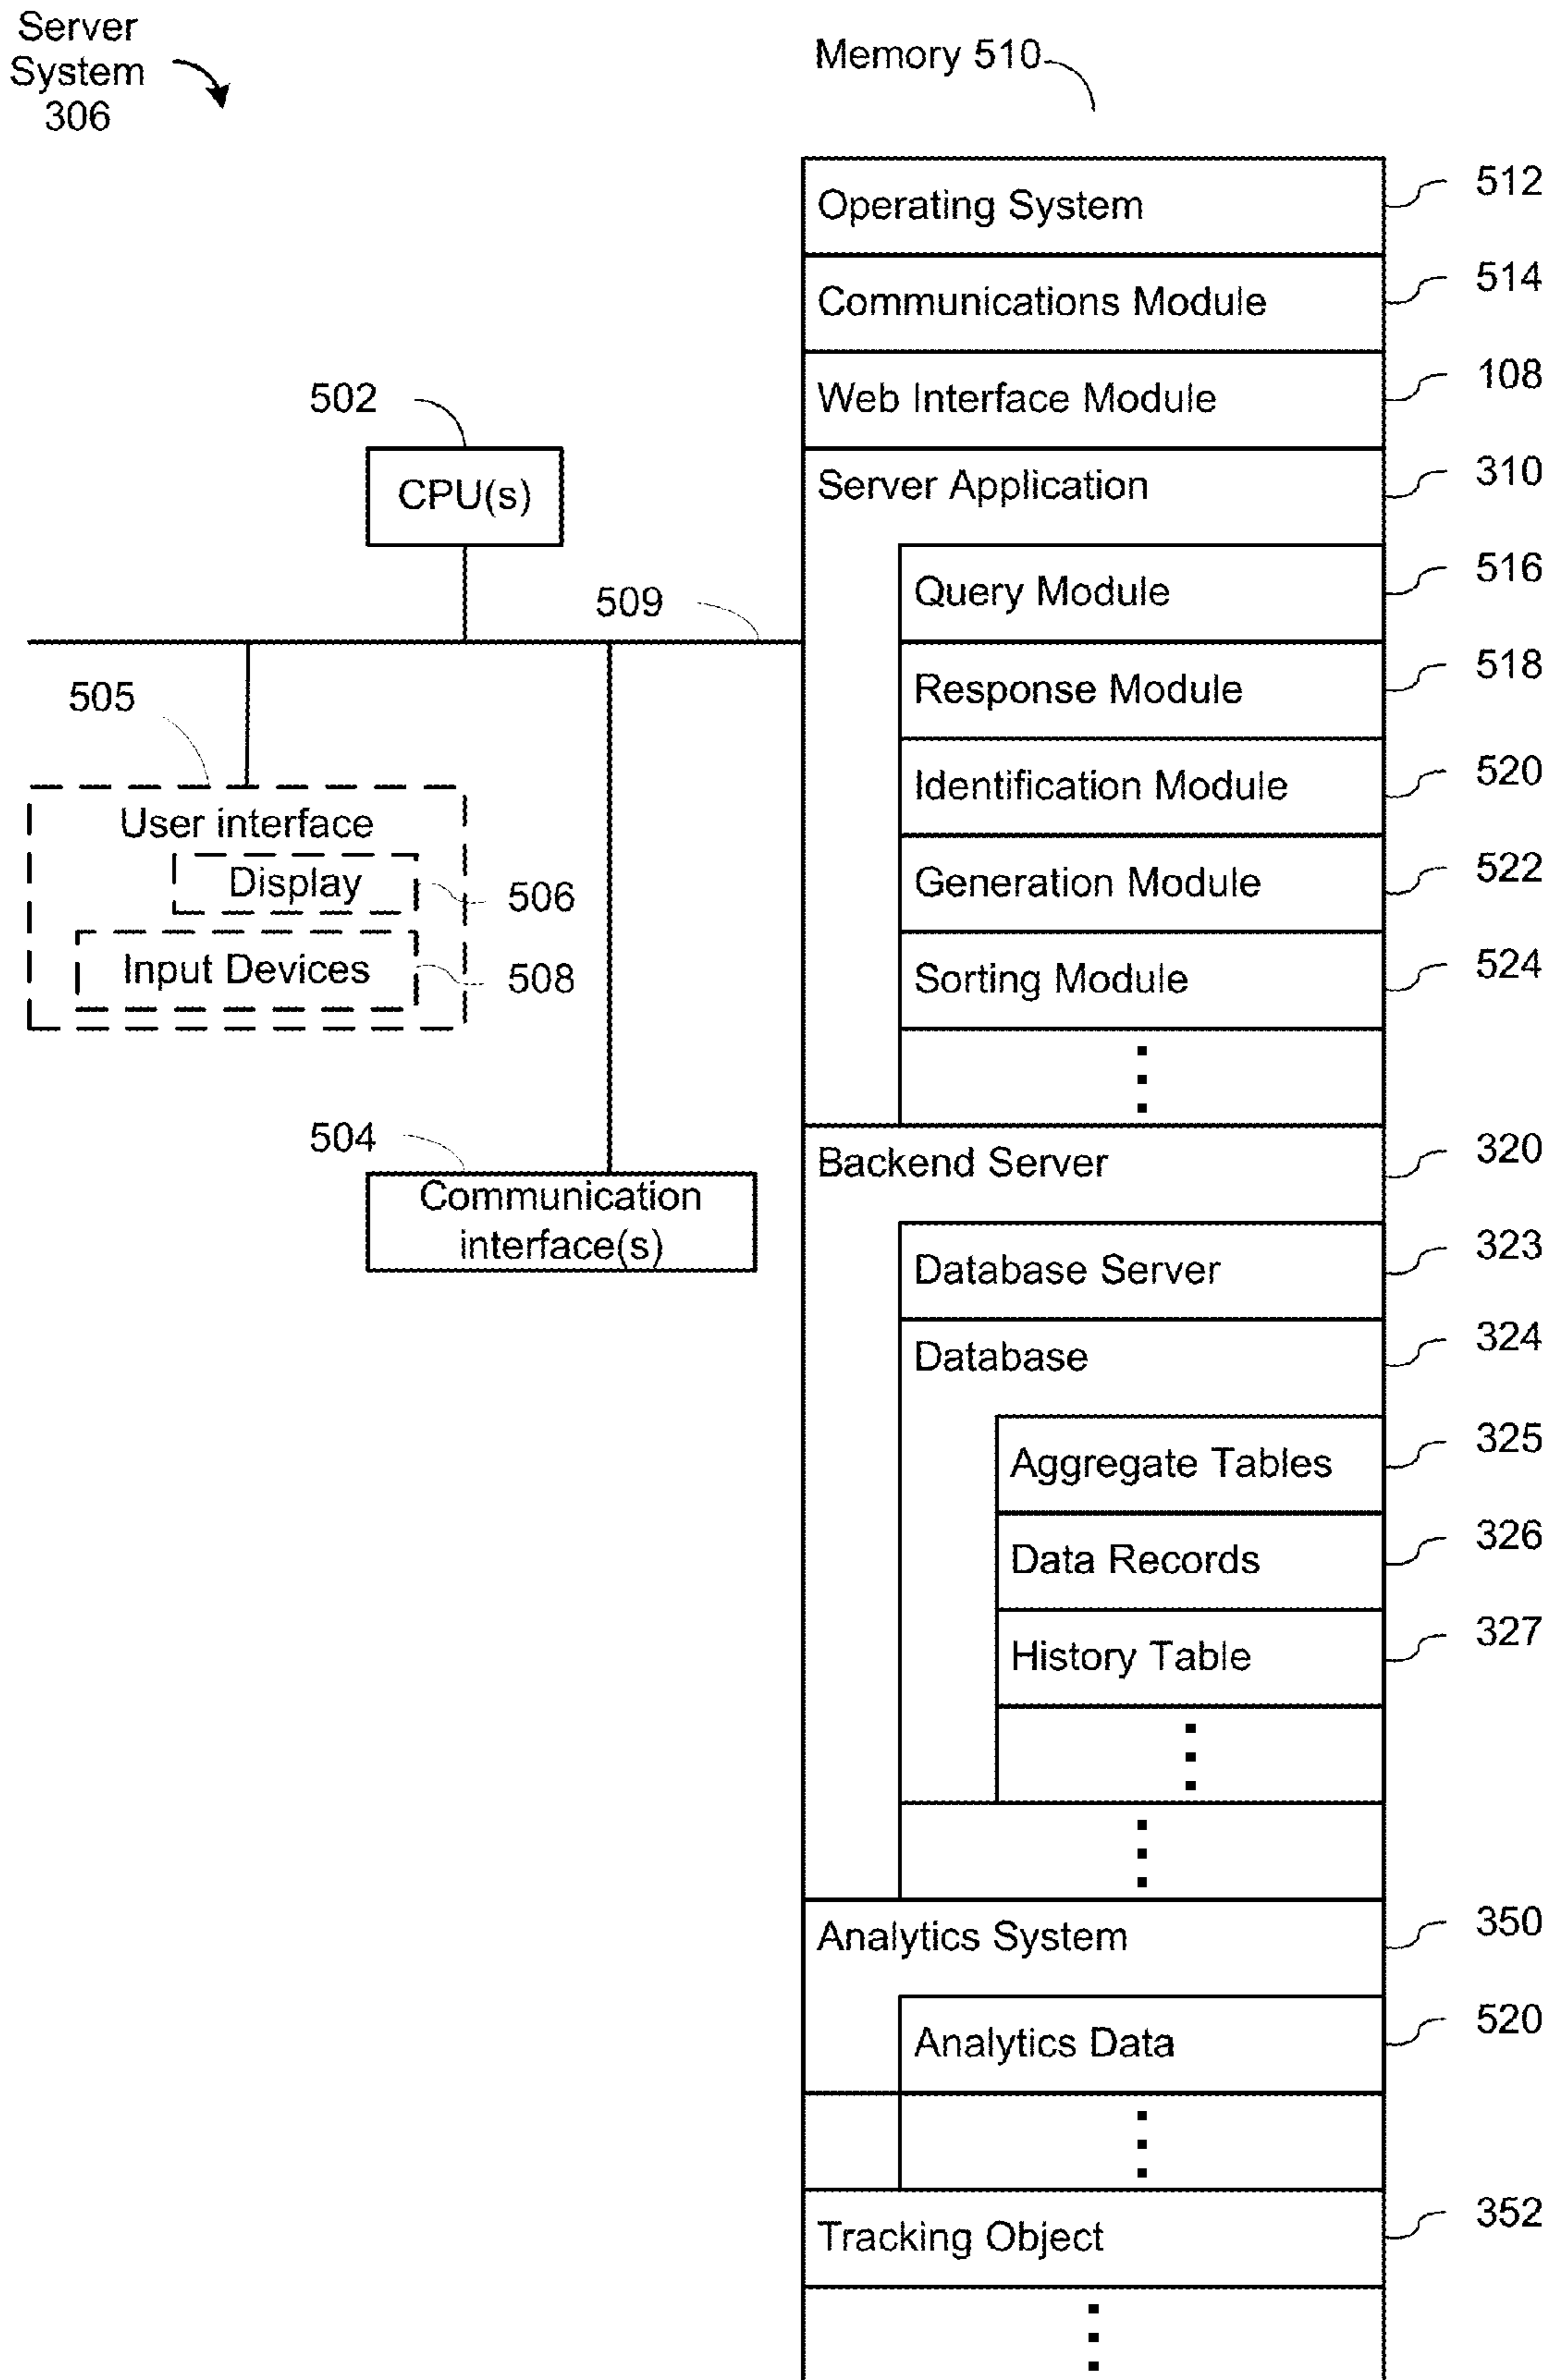 Server
System
306
Memory 510
Operating System 512
Communications Module 514
Web Interface Module 108
502
CPU(s)
Server Application 310
Query Module 516
509
Response Module 518
505
Identification Module 520
User interface
Display 506
Generation Module 522
Input Devices 508
Sorting Module 524
504
Communication
interface(s)
Backend Server 320
Database Server 323
Database 324
Aggregate Tables 325
Data Records 326
History Table 327
Analytics System 350
Analytics Data 520
Tracking Object 352